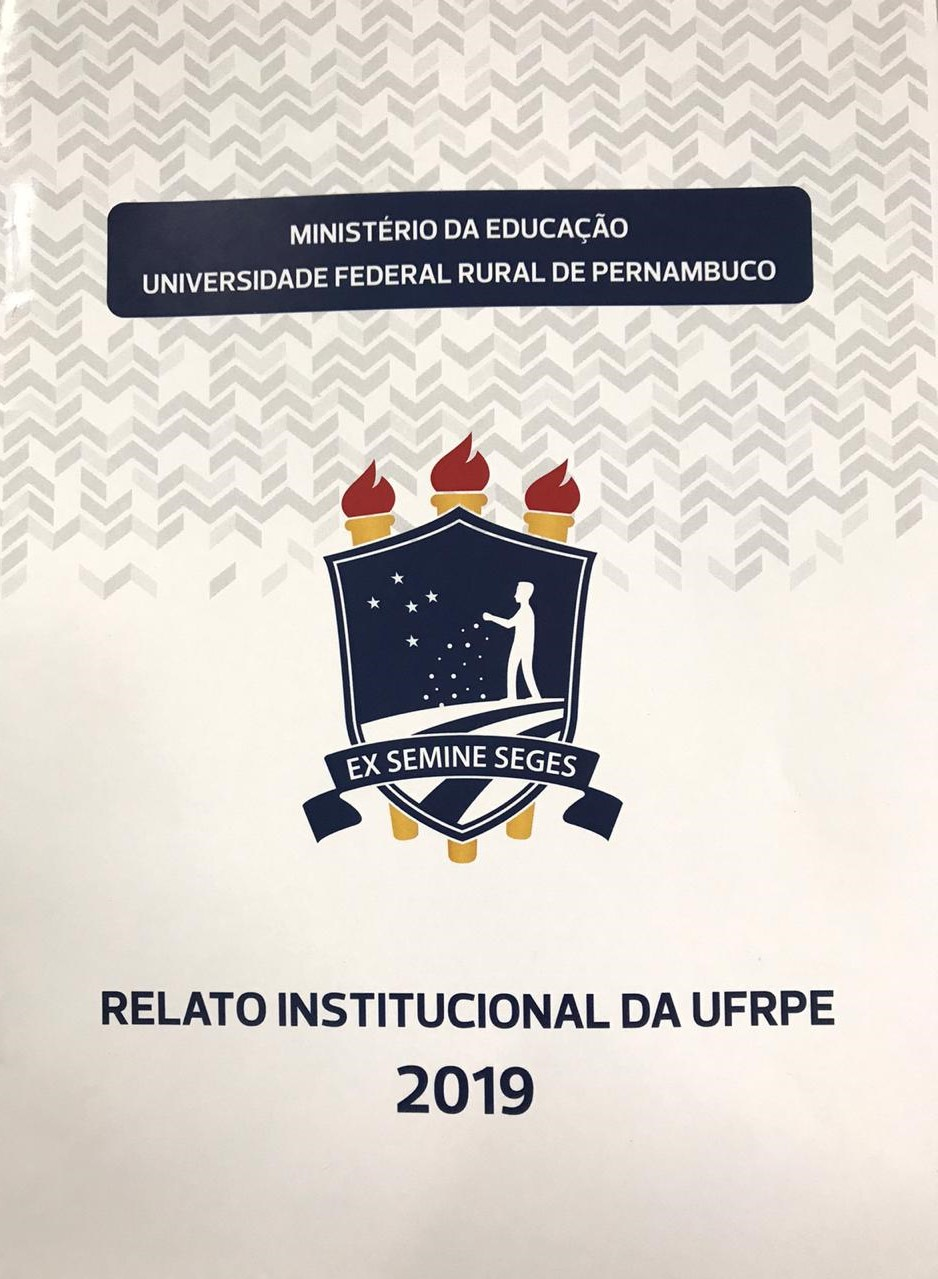 MINISTÉRIO DA EDUCAÇÃO
UNIVERSIDADE FEDERAL RURAL DE PERNAMBUCO
EX SEMINE SEGES
RELATO INSTITUCIONAL DA UFRPE
2019